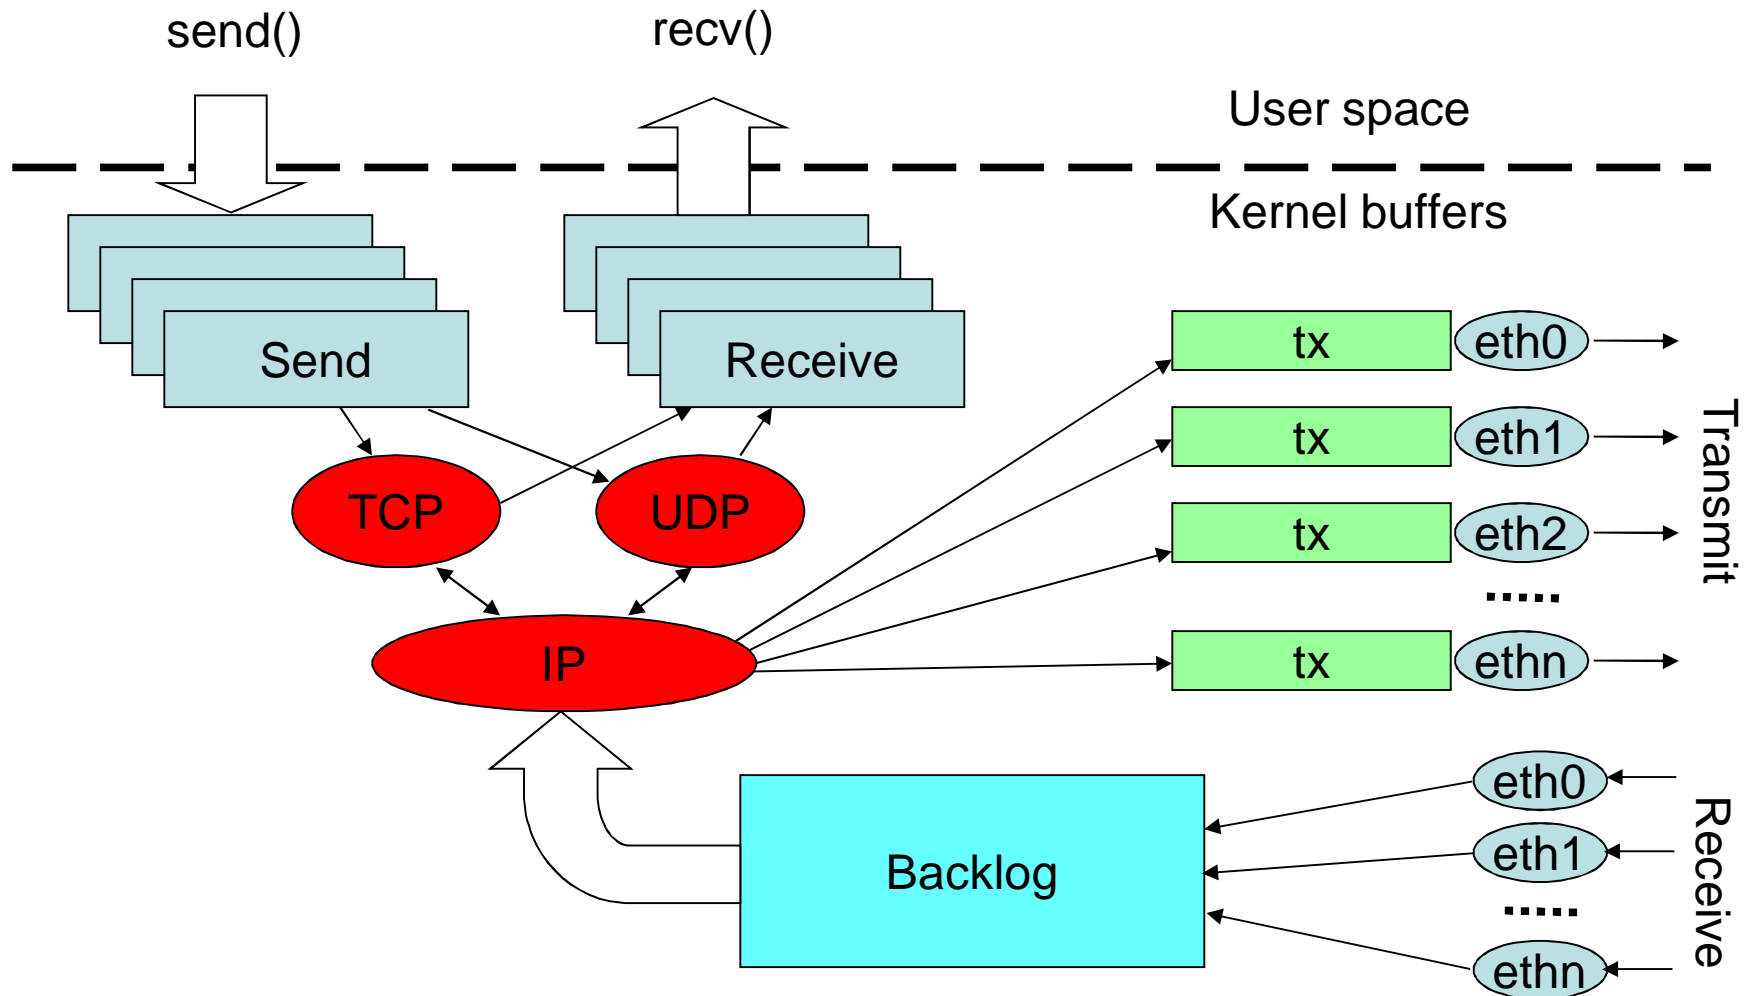 send()
recv()
User space
Kernel buffers
Send
Receive
tx
eth0
tx
eth1
TCP
UDP
tx
eth2
Transmit
IP
tx
ethn
Backlog
eth0
eth1
ethn
Receive